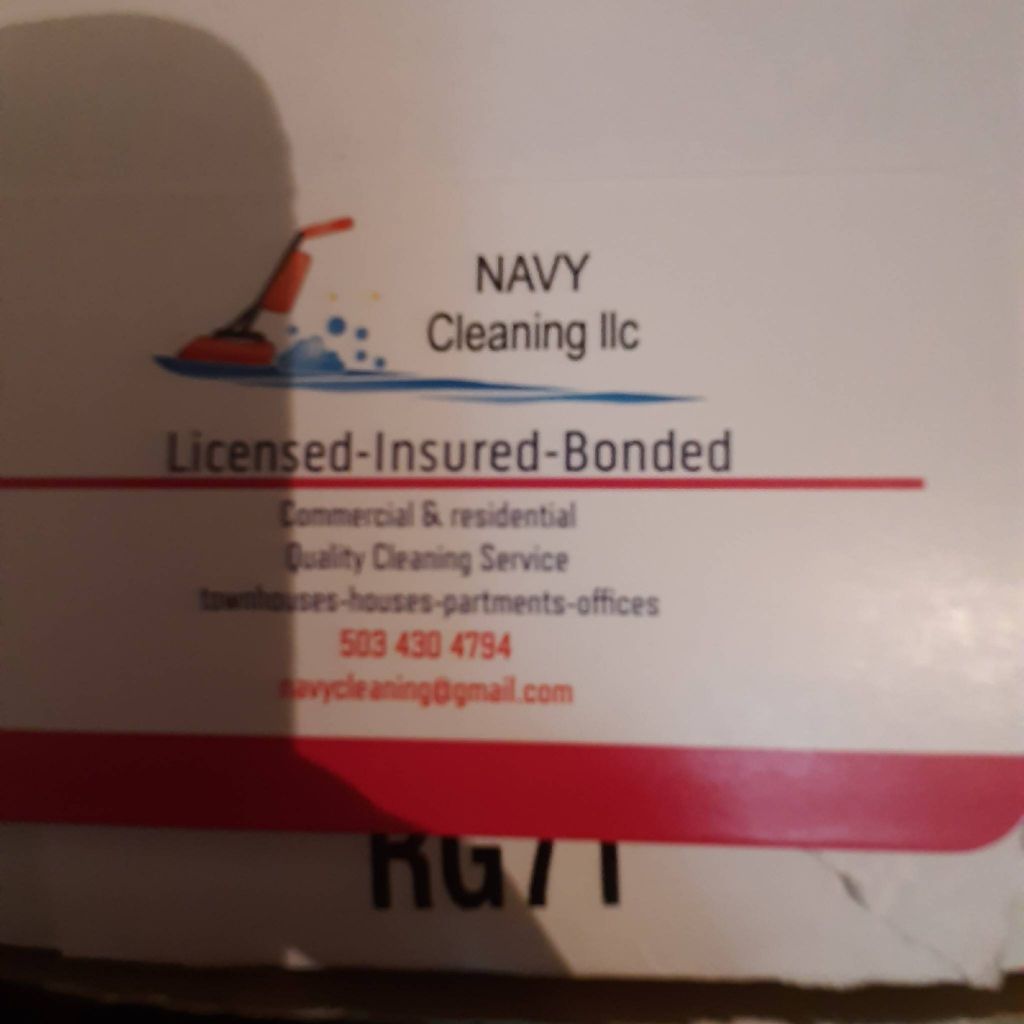 NAVY
Cleaning llc
Licensed-Insured-Bonded
Commercial & residential
Quality Cleaning Service
townhouses-houses-partments-offices
503 430 4794
navycleaning@gmail.com